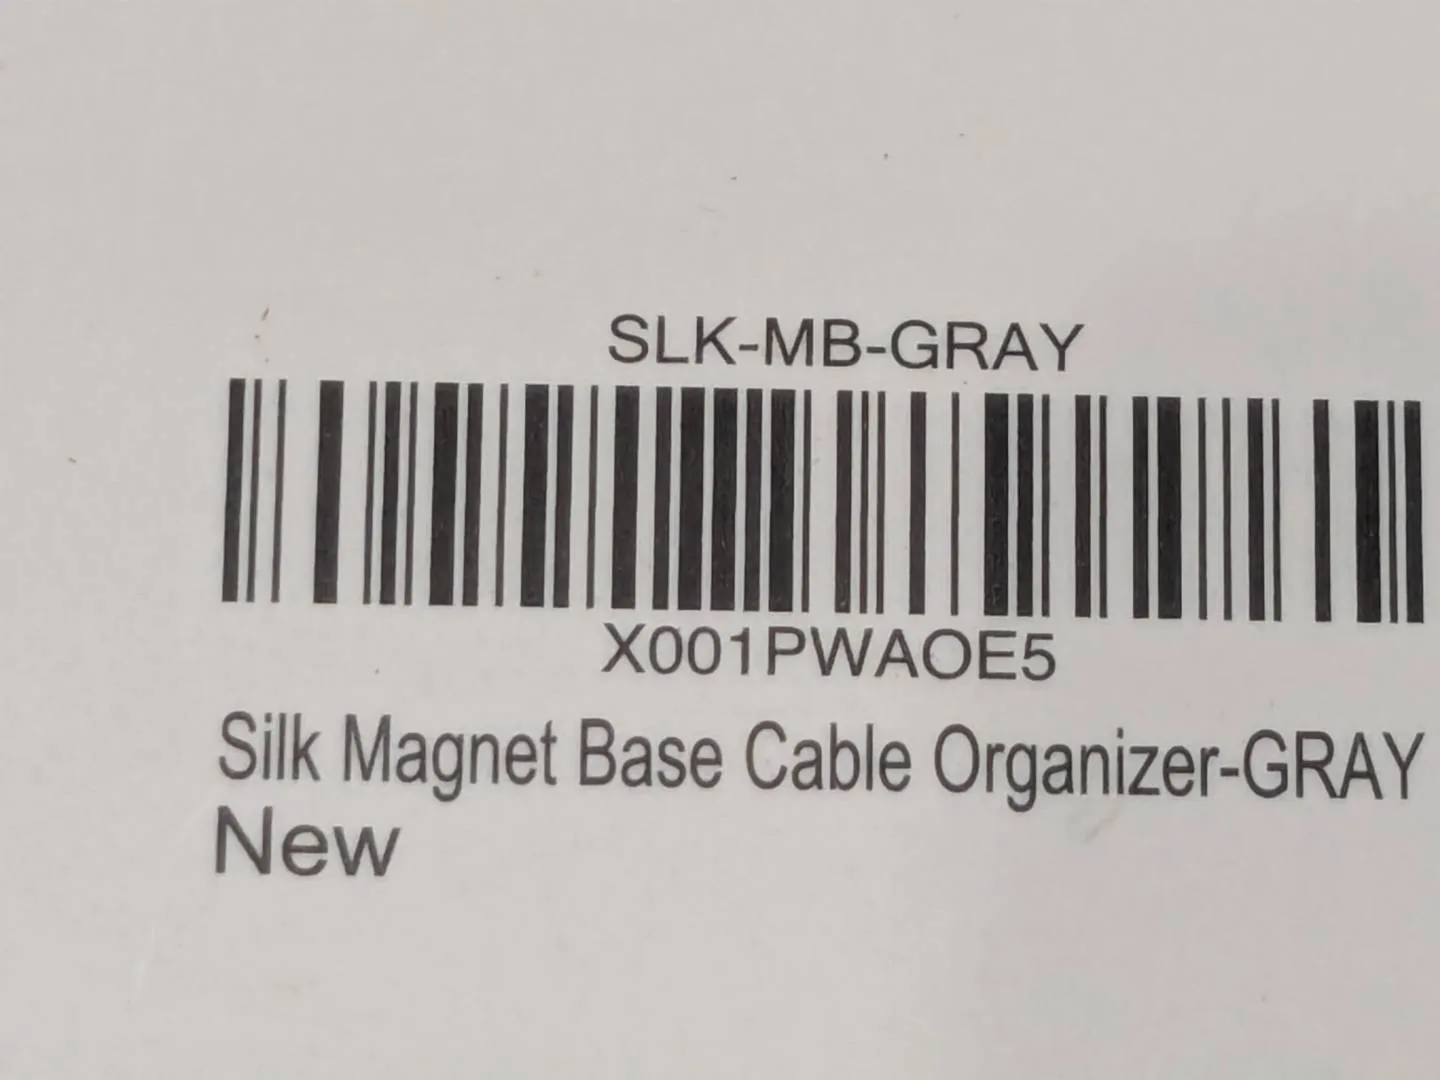 SLK-MB-GRAY
X001PWAOE5
Silk Magnet Base Cable Organizer-GRAY
New